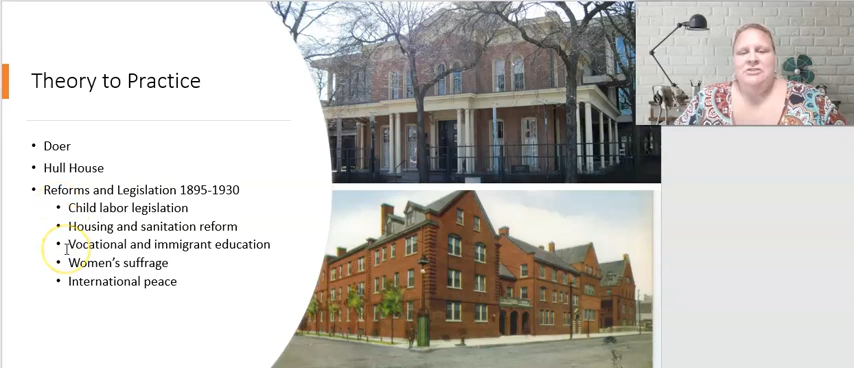 Theory to Practice
• Doer
• Hull House
• Reforms and Legislation 1895-1930
• Child labor legislation
• Housing and sanitation reform
• Vocational and immigrant education
• Women’s suffrage
• International peace